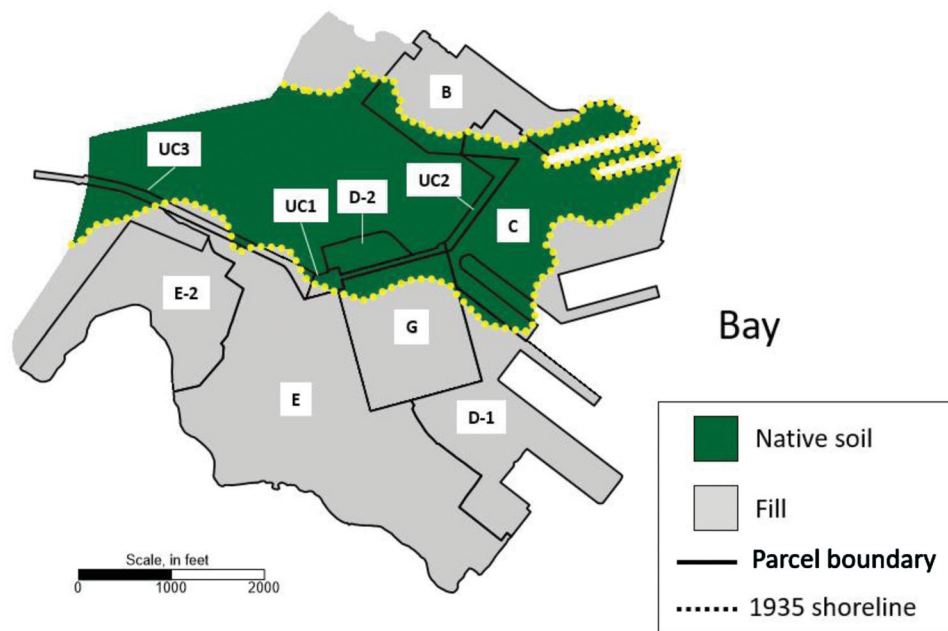 B
UC3
UC1
D-2
UC2
C
E-2
G
E
D-1
Bay
Native soil
Fill
Parcel boundary
1935 shoreline
Scale, in feet
0 1000 2000